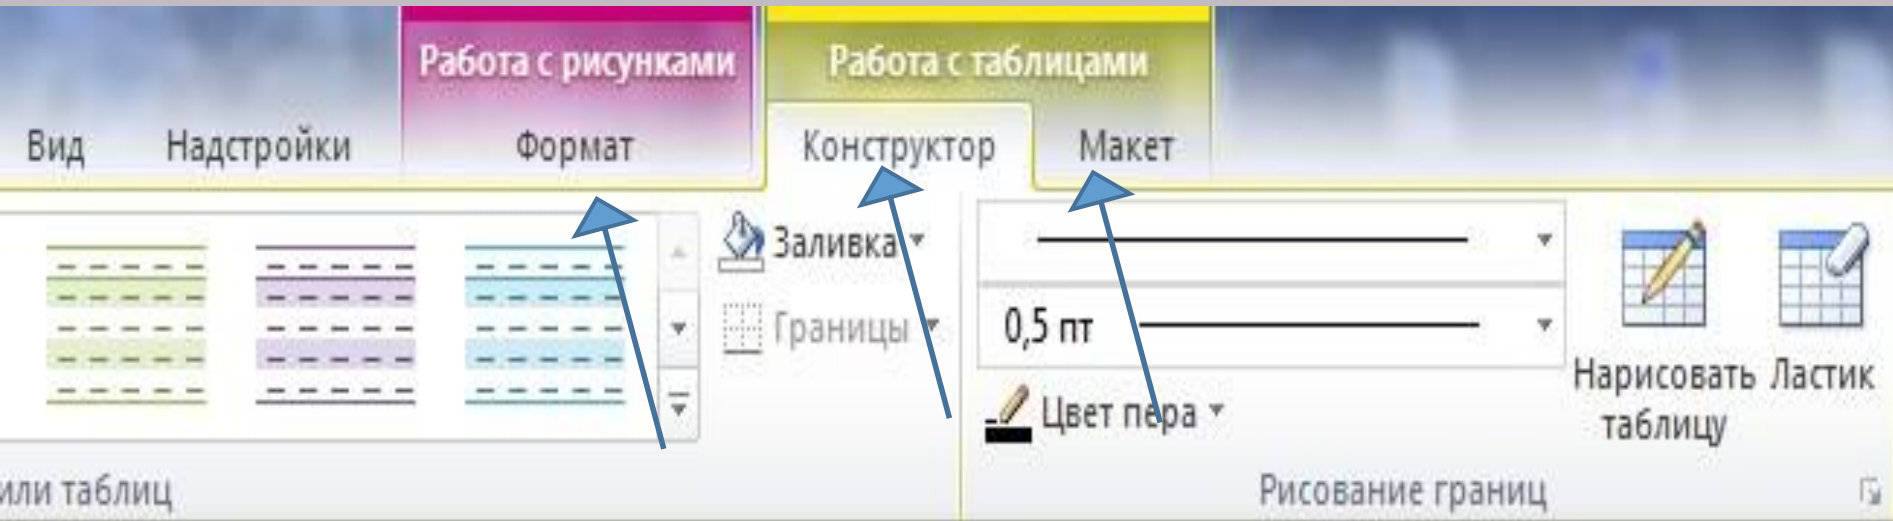 Работа с рисунками Работа с таблицами
Вид Надстройки Формат Конструктор Макет
Заливка
Границы
0,5 пт
Цвет пера
Нарисовать таблицу
Ластик
или таблиц
Рисование границ